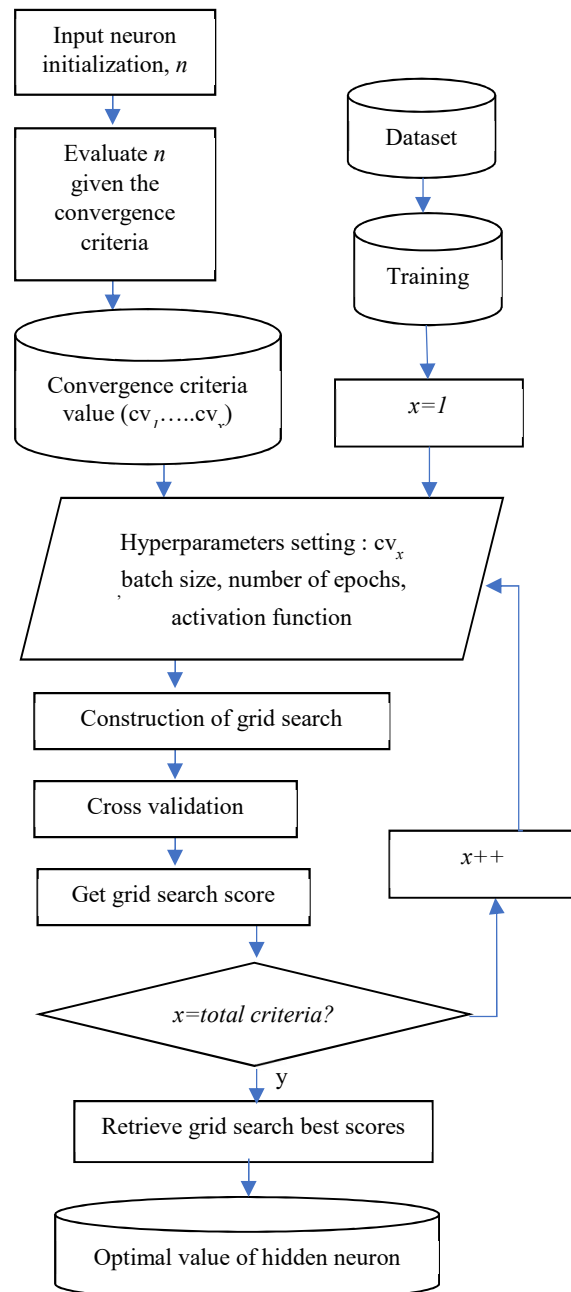 Input neuron
initialization, n
Evaluate n
given the
convergence
criteria
Convergence criteria
value (cv1…..cvx)
Dataset
Training
x=1
Hyperparameters setting : cvx
, batch size, number of epochs,
activation function
Construction of grid search
Cross validation
Get grid search score
x++
x=total criteria?
y
Retrieve grid search best scores
Optimal value of hidden neuron